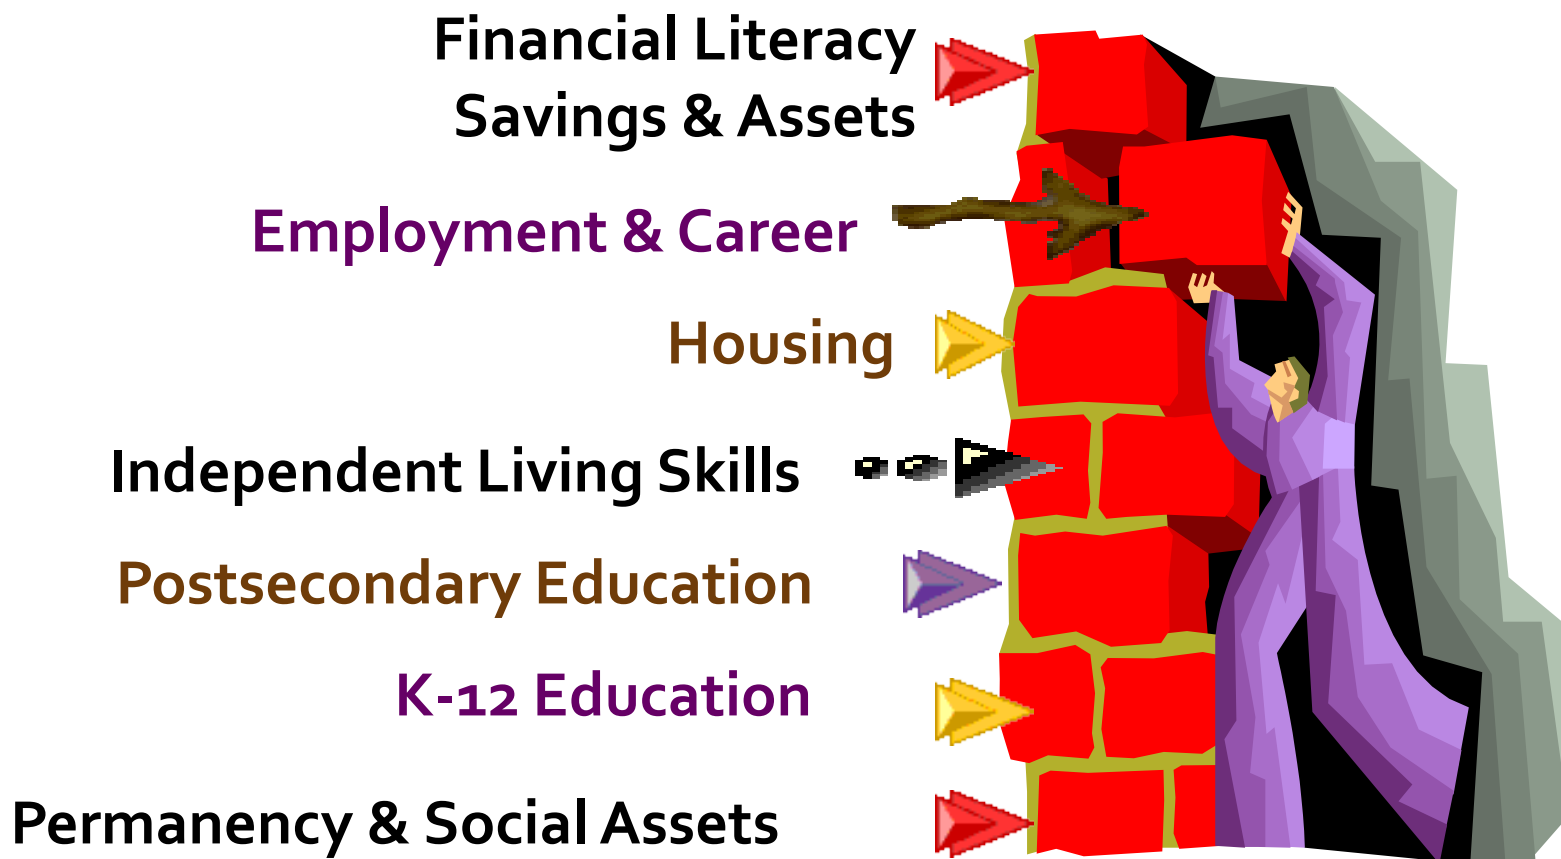 Financial Literacy
Savings & Assets
Employment & Career
Housing
Independent Living Skills
Postsecondary Education
K-12 Education
Permanency & Social Assets